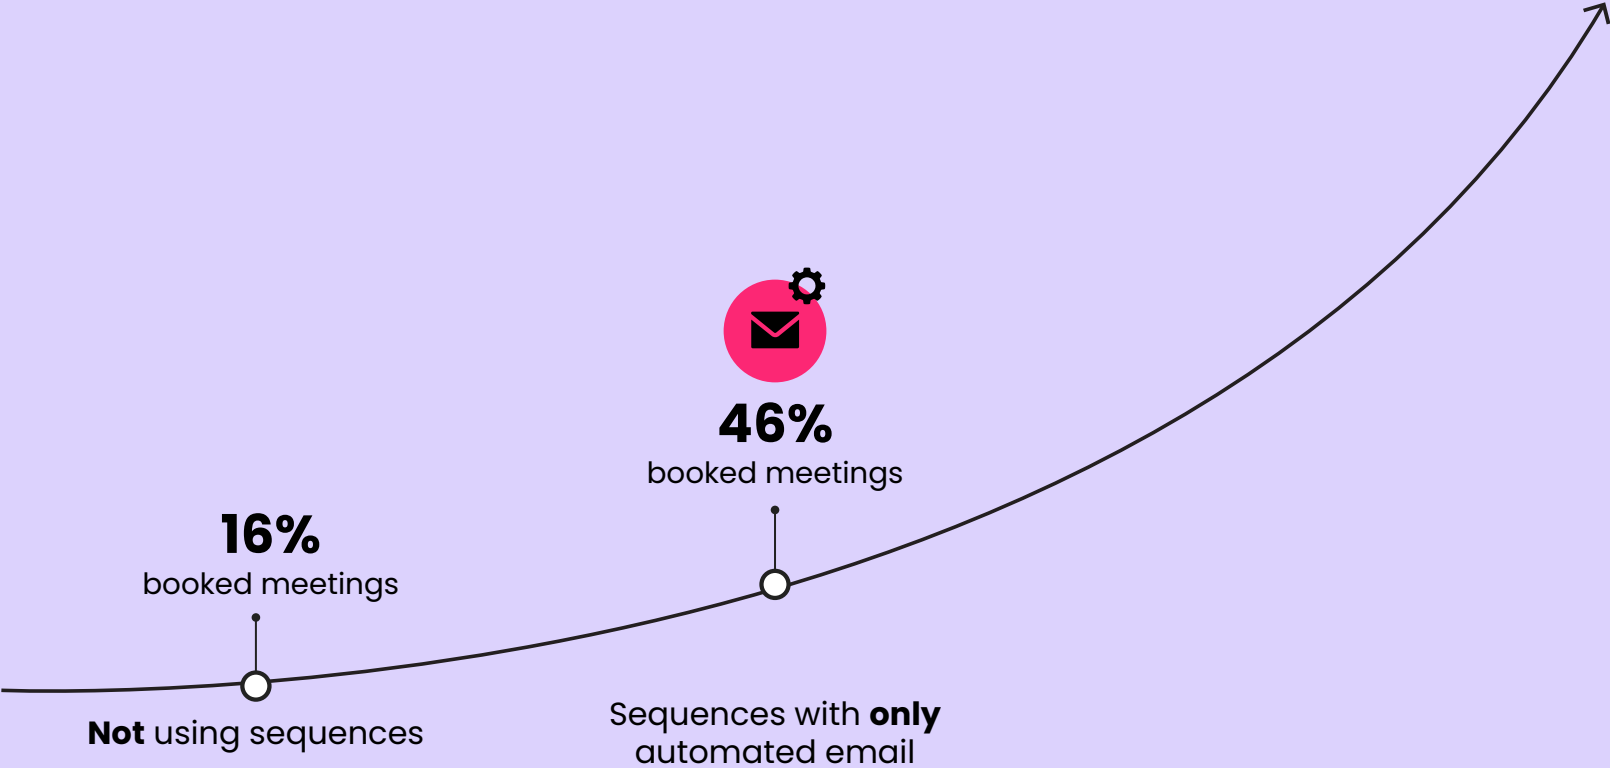 46%
booked meetings
16%
booked meetings
Not using sequences
Sequences with only
automated email